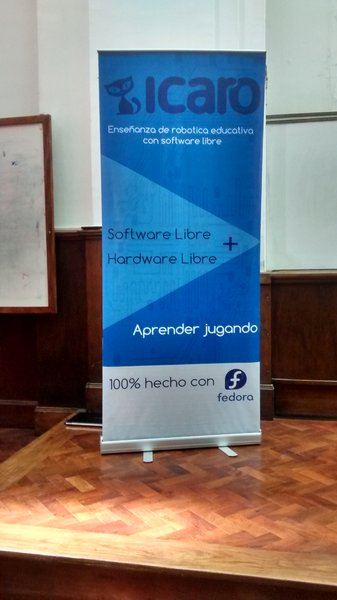 icaro
Enseñanza de robotica educativa
con software libre
Software Libre
+
Hardware Libre
Aprender jugando
100% hecho con
fedora